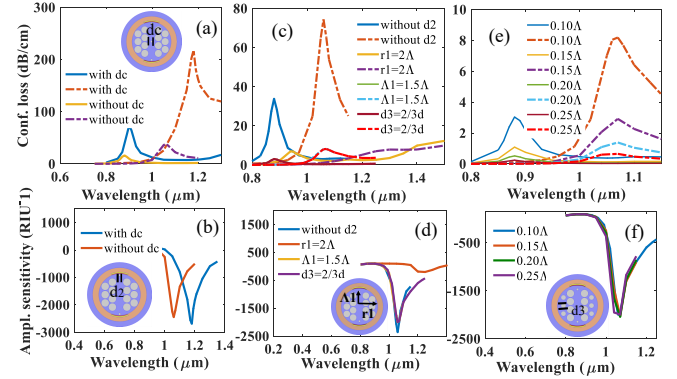 Conf. loss (dB/cm)
300
200
100
0
0.6
0.8
1.0
1.2
Wavelength (μm)
(a)
dc
with dc
with dc
without dc
without dc
80
60
40
20
0
0.8
1.0
1.2
1.4
Wavelength (μm)
(c)
without d2
without d2
r1=2Λ
r1=2Λ
Λ1=1.5Λ
Λ1=1.5Λ
d3=2/3d
d3=2/3d
10
8
6
4
2
0
0.8
0.9
1
1.1
Wavelength (μm)
(e)
0.10Λ
0.10Λ
0.15Λ
0.15Λ
0.20Λ
0.20Λ
0.25Λ
0.25Λ
Ampl. sensitivity (RIU⁻1)
1000
0
-1000
-2000
-3000
0.4
0.6
0.8
1
1.2
1.4
Wavelength (μm)
(b)
with dc
without dc
d2
1500
500
-500
-1500
-2500
0.2
0.4
0.6
0.8
1
1.2
1.4
Wavelength (μm)
(d)
without d2
r1=2Λ
Λ1=1.5Λ
d3=2/3d
Λ1
r1
-500
-1500
-2500
0.4
0.6
0.8
1
1.2
Wavelength (μm)
(f)
0.10Λ
0.15Λ
0.20Λ
0.25Λ
d3